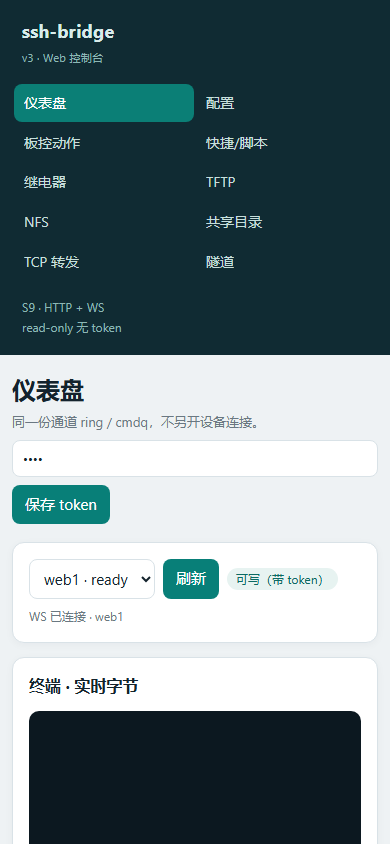 ssh-bridge
v3 · Web 控制台
仪表盘
配置
板控动作
快捷/脚本
继电器
TFTP
NFS
共享目录
TCP 转发
隧道
S9 · HTTP + WS
read-only 无 token
仪表盘
同一份通道 ring / cmdq，不另开设备连接。
••••
保存 token
web1 · ready
刷新
可写（带 token）
WS 已连接 · web1
终端 · 实时字节